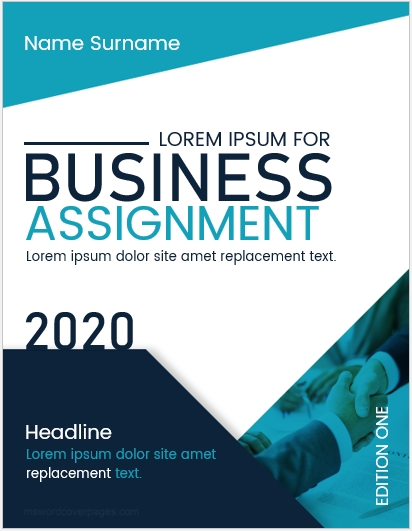 Name Surname
LOREM IPSUM FOR
BUSINESS
ASSIGNMENT
Lorem ipsum dolor site amet replacement text.
2020
Headline
Lorem ipsum dolor site amet
replacement text.
EDITION ONE